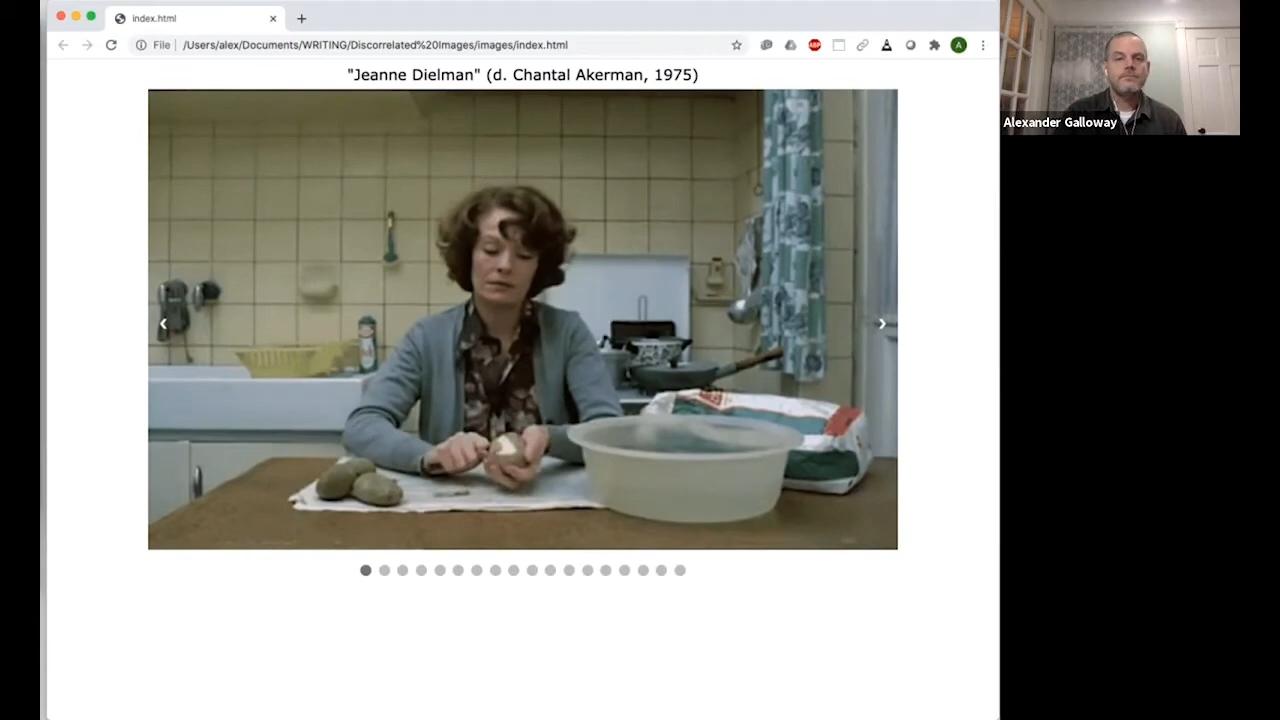 index.html
File
/Users/alex/Documents/WRITING/Discorrelated%20Images/images/index.html
ABP
A
"Jeanne Dielman" (d. Chantal Akerman, 1975)
Alexander Galloway